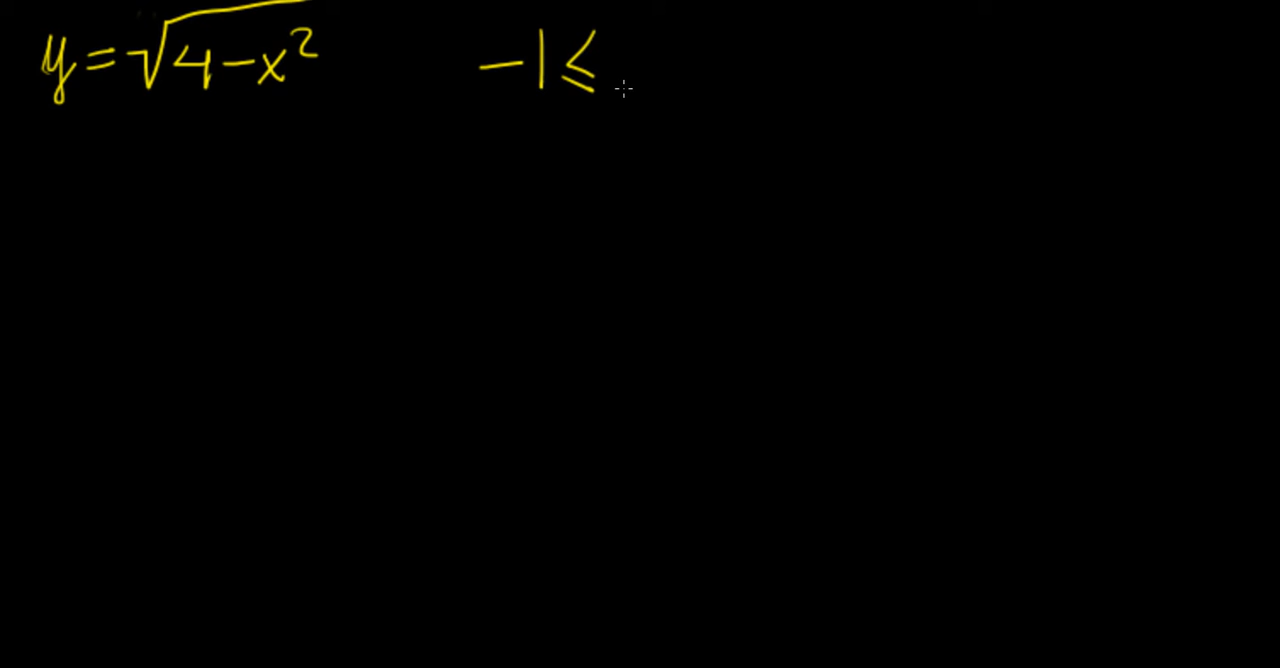 y = √(4 - x²) -1 ≤